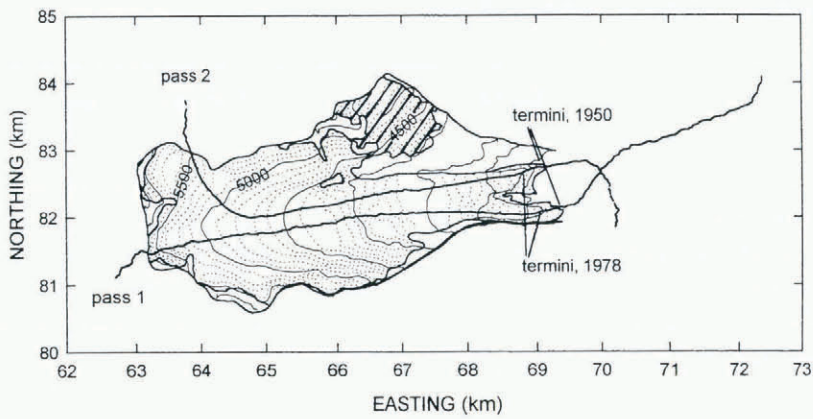 85
84
83
82
81
80
NORTHING (km)
pass 2
pass 1
5500
5000
4500
termini, 1950
termini, 1978
62 63 64 65 66 67 68 69 70 71 72 73
EASTING (km)